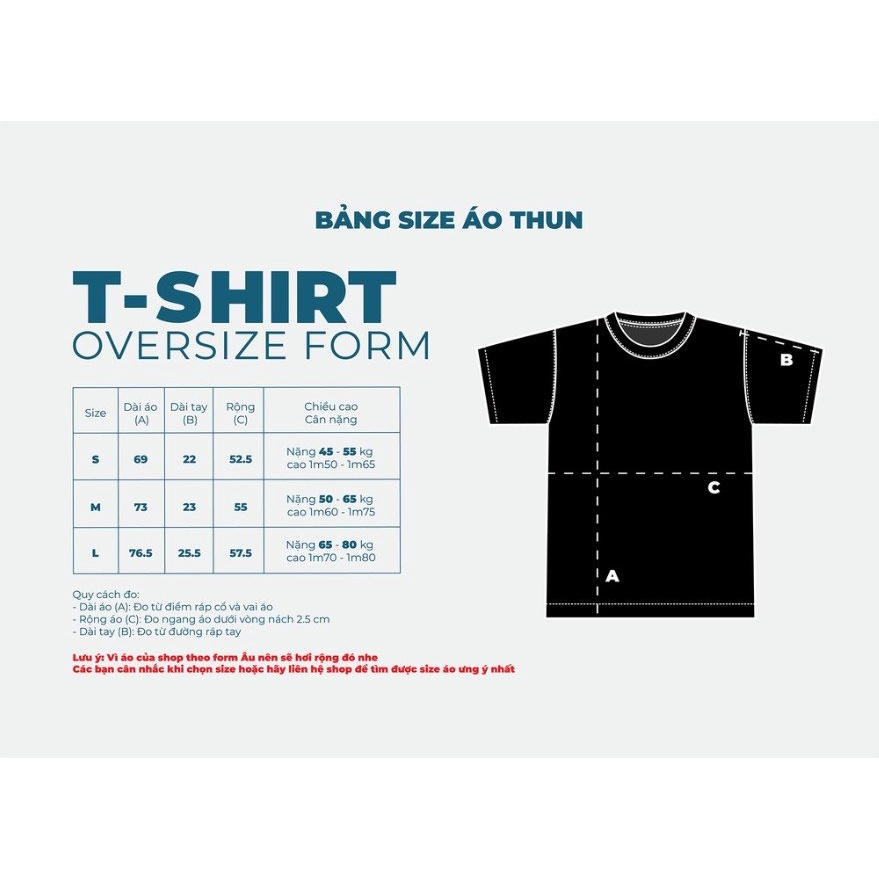 BẢNG SIZE ÁO THUN
T-SHIRT
OVERSIZE FORM
Size Dài áo (A) Dài tay (B) Rộng (C) Chiều cao Cân nặng
S 69 22 52.5 Nặng 45 - 55 kg cao 1m50 - 1m65
M 73 23 55 Nặng 50 - 65 kg cao 1m60 - 1m75
L 76.5 25.5 57.5 Nặng 65 - 80 kg cao 1m70 - 1m80
Quy cách đo:
- Dài áo (A): Đo từ điểm ráp cổ và vai áo
- Rộng áo (C): Đo ngang áo dưới vòng nách 2.5 cm
- Dài tay (B): Đo từ đường ráp tay
Lưu ý: Vì áo của shop theo form Âu nên sẽ hơi rộng đó nhe
Các bạn cân nhắc khi chọn size hoặc hãy liên hệ shop để tìm được size áo ưng ý nhất
B
C
A